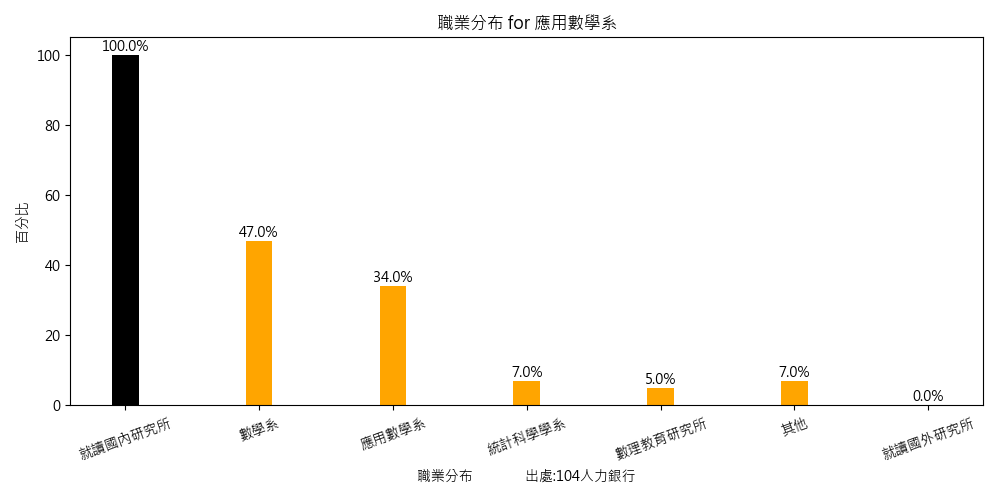 職業分布 for 應用數學系
百分比
100
80
60
40
20
0
100.0%
47.0%
34.0%
7.0%
5.0%
7.0%
0.0%
就讀國內研究所
數學系
應用數學系
統計科學學系
數理教育研究所
其他
就讀國外研究所
職業分布 出處:104人力銀行